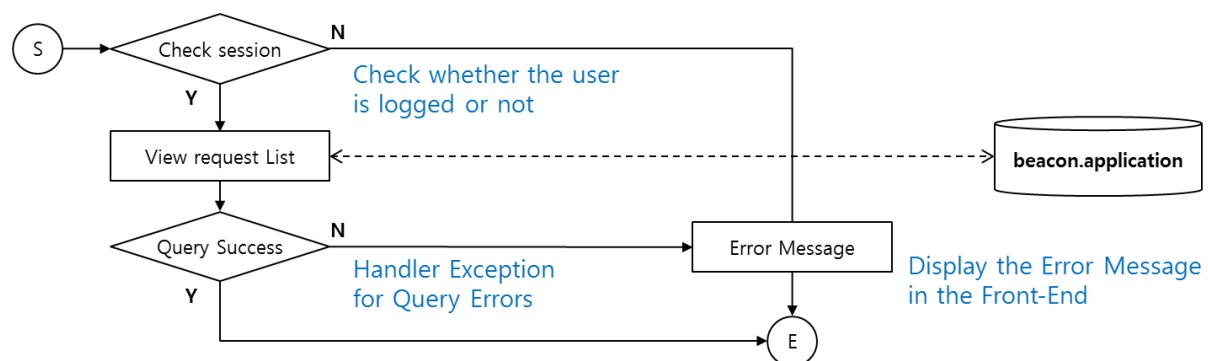 N
S
Check session
Check whether the user
is logged or not
Y
View request List
beacon.application
N
Query Success
Error Message
Handler Exception
for Query Errors
Display the Error Message
in the Front-End
Y
E